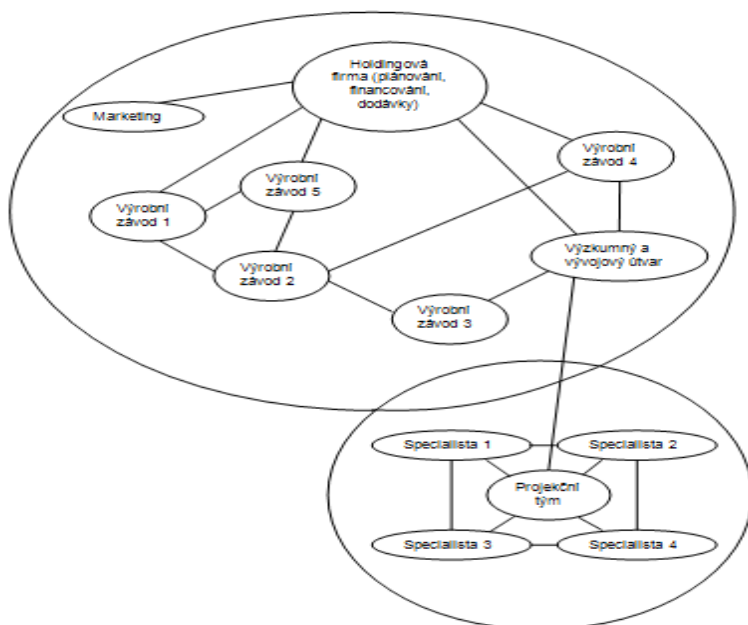 Holdingová
firma (plánování,
financování,
dodávky)
Marketing
Výrobní
závod 4
Výrobní
závod 5
Výrobní
závod 1
Výzkumný a
vývojový útvar
Výrobní
závod 2
Výrobní
závod 3
Specialista 1
Specialista 2
Projekční
tým
Specialista 3
Specialista 4